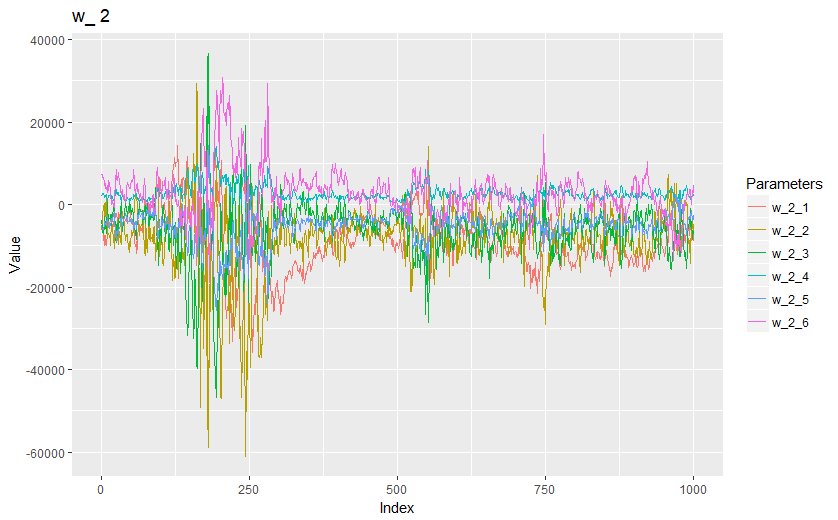 w_ 2
40000
20000
0
-20000
-40000
-60000
Value
0 250 500 750 1000
Index
Parameters
w_2_1
w_2_2
w_2_3
w_2_4
w_2_5
w_2_6